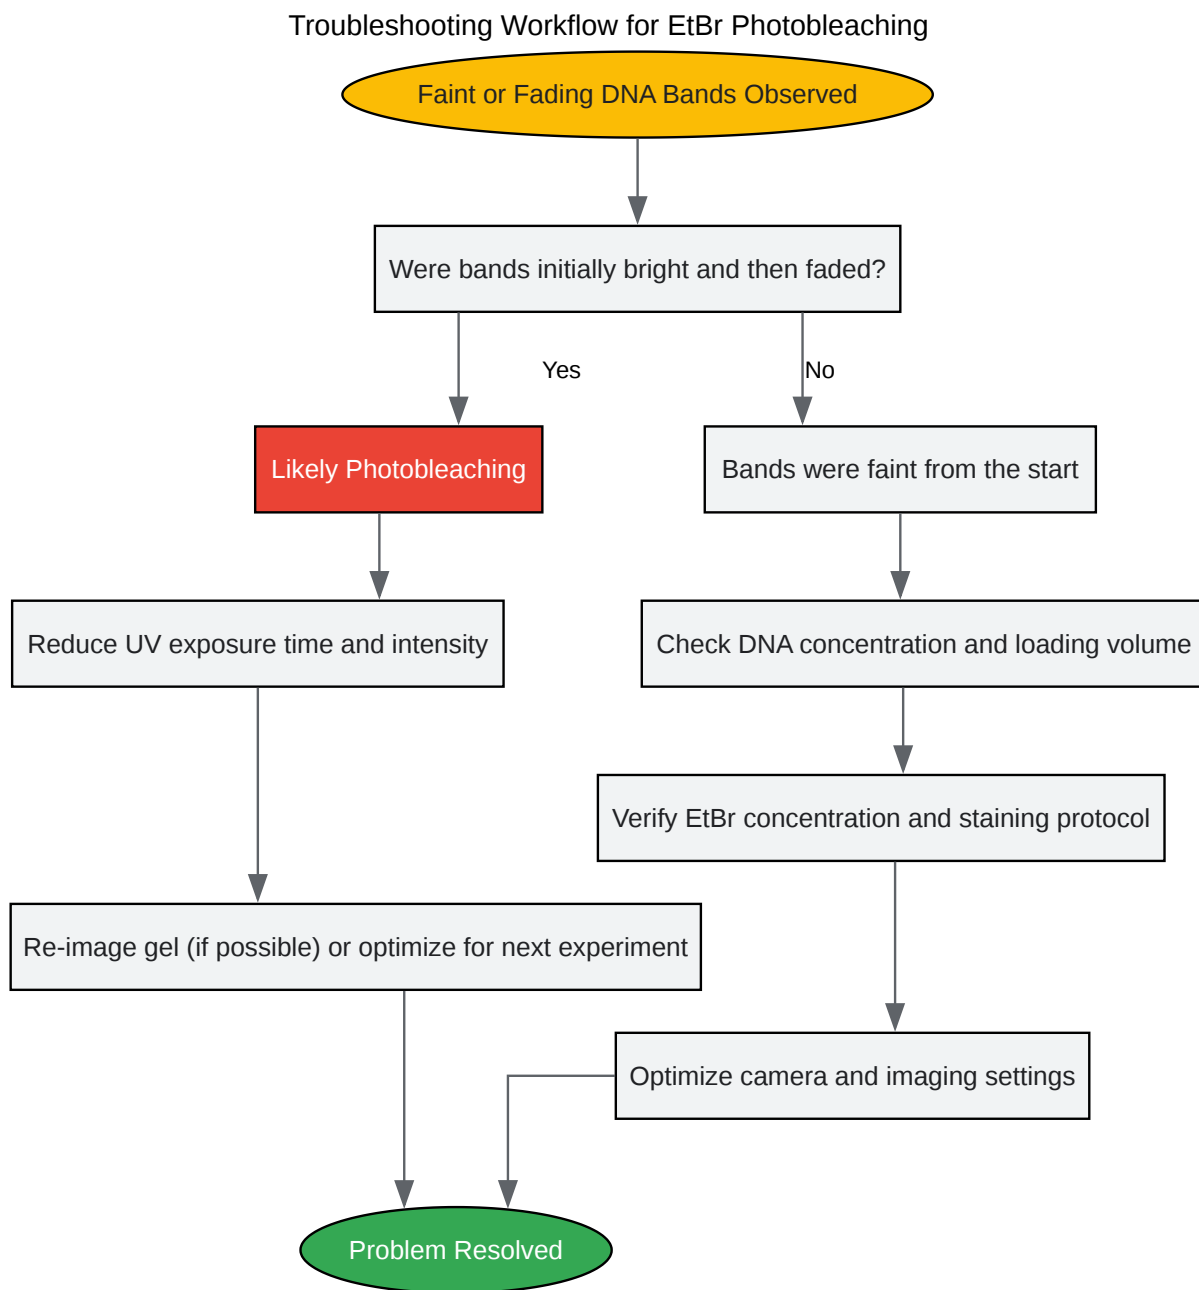 Troubleshooting Workflow for EtBr Photobleaching
Faint or Fading DNA Bands Observed
Were bands initially bright and then faded?
Yes
No
Likely Photobleaching
Bands were faint from the start
Reduce UV exposure time and intensity
Check DNA concentration and loading volume
Verify EtBr concentration and staining protocol
Re-image gel (if possible) or optimize for next experiment
Optimize camera and imaging settings
Problem Resolved